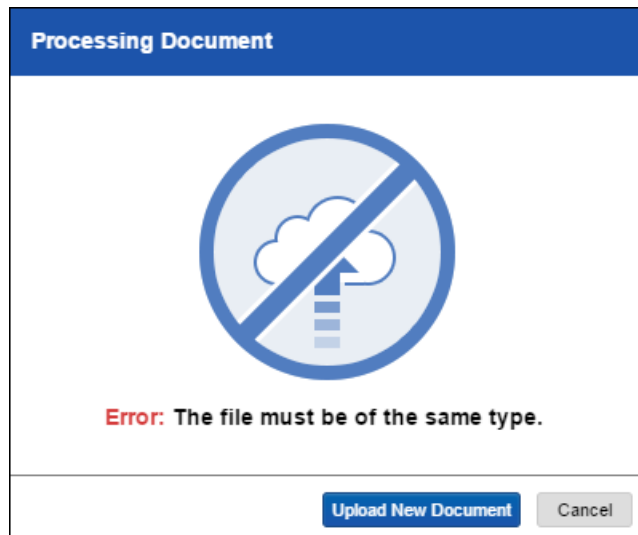 Processing Document
Error: The file must be of the same type.
Upload New Document Cancel